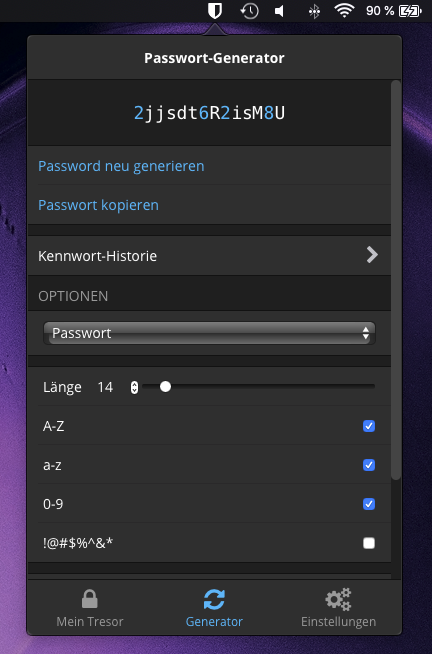 90 %
Passwort-Generator
2jjsdt6R2isM8U
Password neu generieren
Passwort kopieren
Kennwort-Historie
OPTIONEN
Passwort
Länge 14
A-Z
a-z
0-9
!@#$%^&*
Mein Tresor Generator Einstellungen